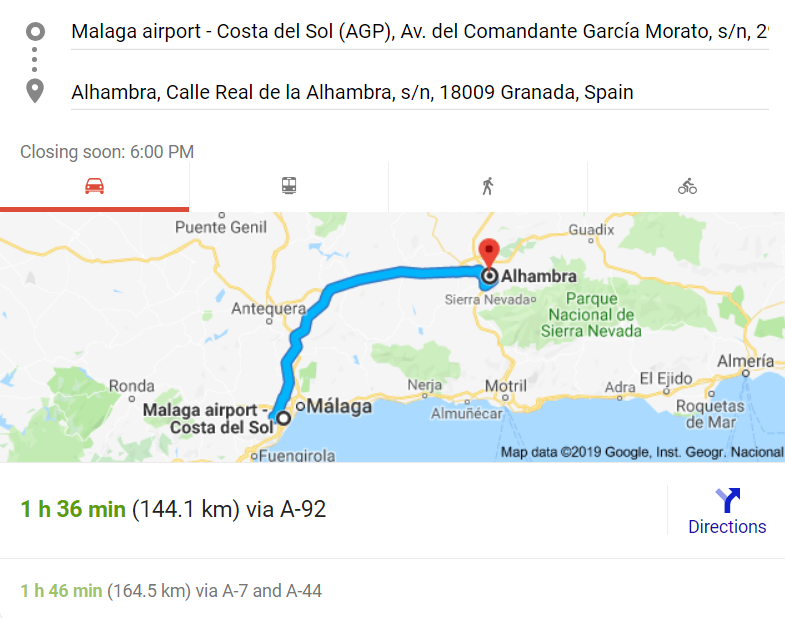 Malaga airport - Costa del Sol (AGP), Av. del Comandante García Morato, s/n, 29
Alhambra, Calle Real de la Alhambra, s/n, 18009 Granada, Spain
Closing soon: 6:00 PM
Puente Genil
Guadix
Alhambra
Sierra Nevada
Parque
Nacional de
Sierra Nevada
Antequera
Almería
Ronda
Nerja
Motril
Adra
El Ejido
Malaga airport -
Costa del Sol
Málaga
Almuñécar
Roquetas
de Mar
Fuengirola
Map data ©2019 Google, Inst. Geogr. Nacional
1 h 36 min (144.1 km) via A-92
Directions
1 h 46 min (164.5 km) via A-7 and A-44